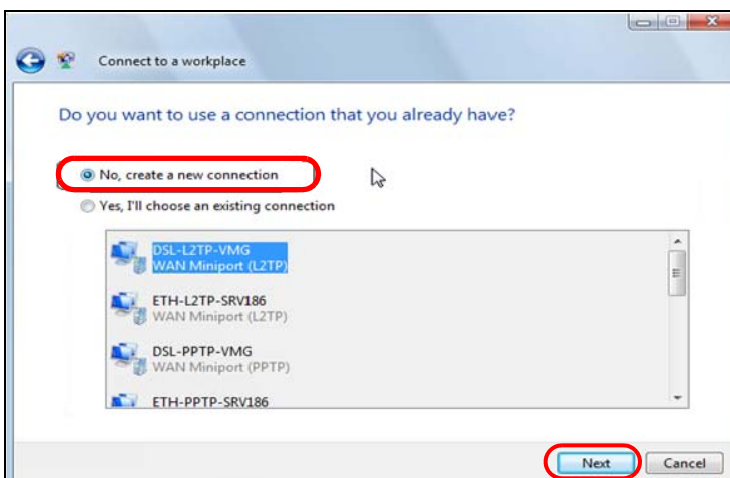 Connect to a workplace
Do you want to use a connection that you already have?
No, create a new connection
Yes, I'll choose an existing connection
DSL-L2TP-VMG
WAN Miniport (L2TP)
ETH-L2TP-SRV186
WAN Miniport (L2TP)
DSL-PPTP-VMG
WAN Miniport (PPTP)
ETH-PPTP-SRV186
Next
Cancel